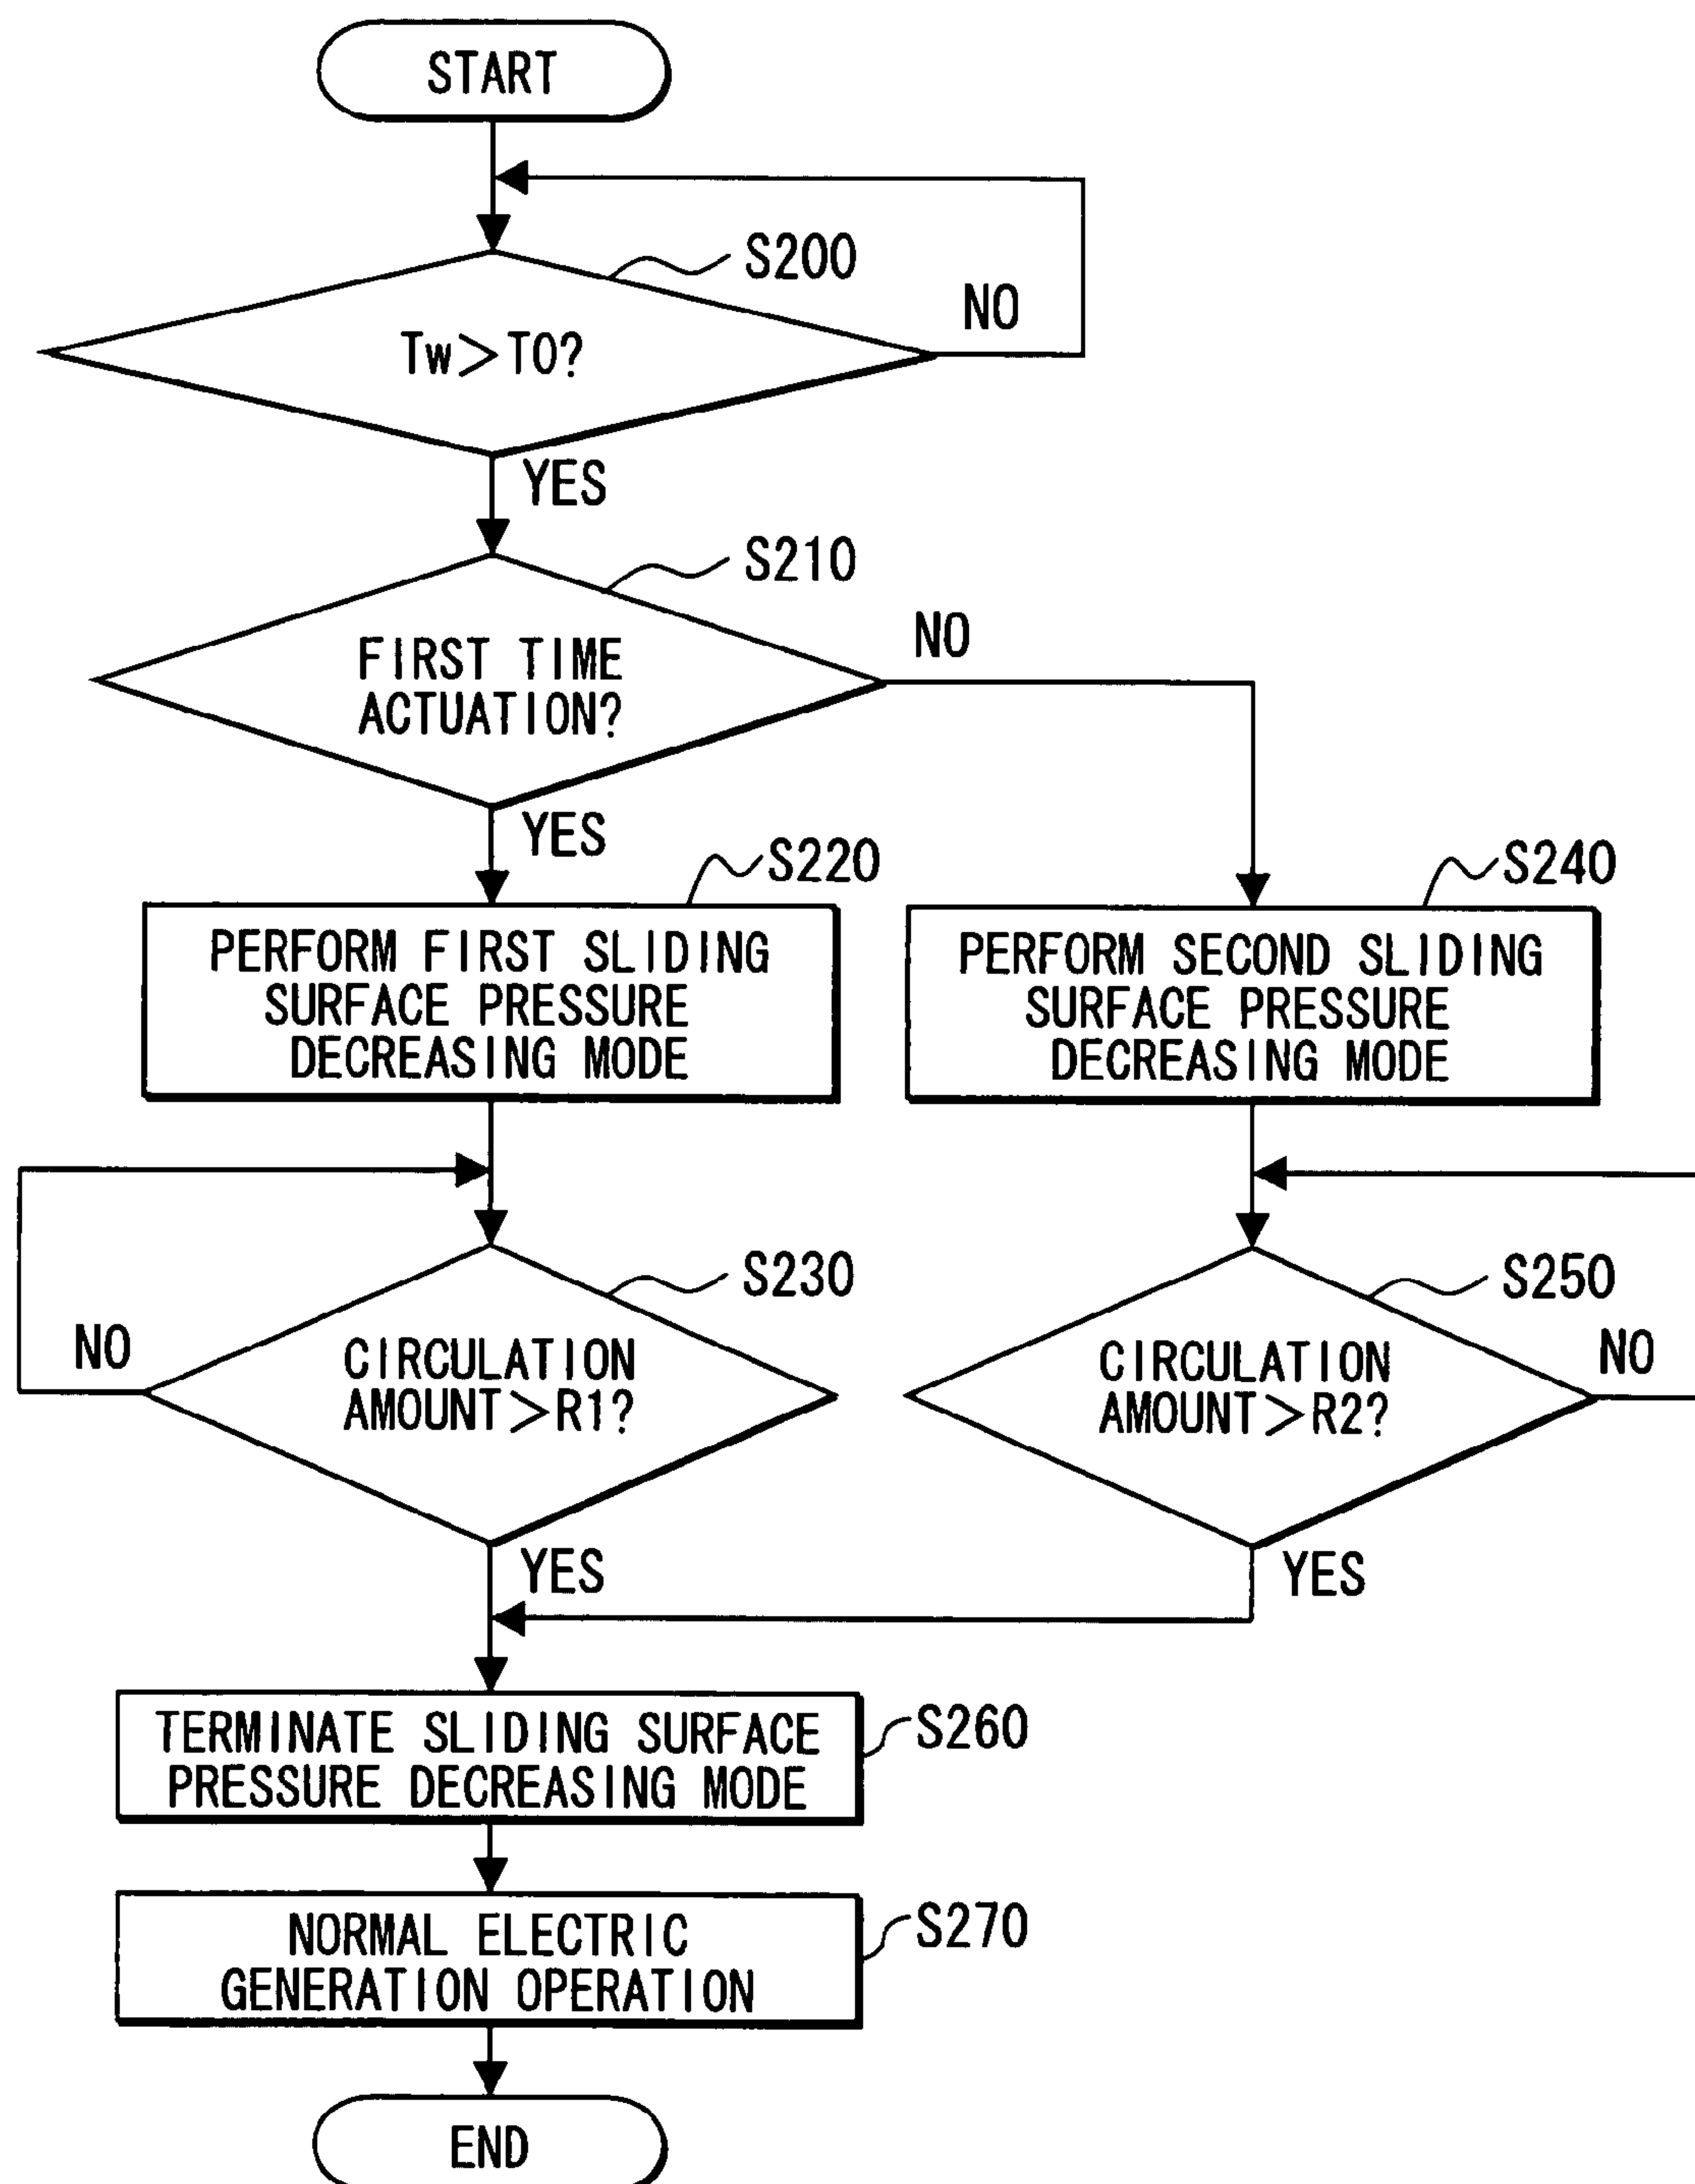 START
S200
NO
Tw>T0?
YES
S210
NO
FIRST TIME
ACTUATION?
YES
S220
S240
PERFORM FIRST SLIDING
SURFACE PRESSURE
DECREASING MODE
PERFORM SECOND SLIDING
SURFACE PRESSURE
DECREASING MODE
S230
S250
NO
CIRCULATION
AMOUNT>R1?
CIRCULATION
AMOUNT>R2?
NO
YES
YES
TERMINATE SLIDING SURFACE
PRESSURE DECREASING MODE
S260
NORMAL ELECTRIC
GENERATION OPERATION
S270
END